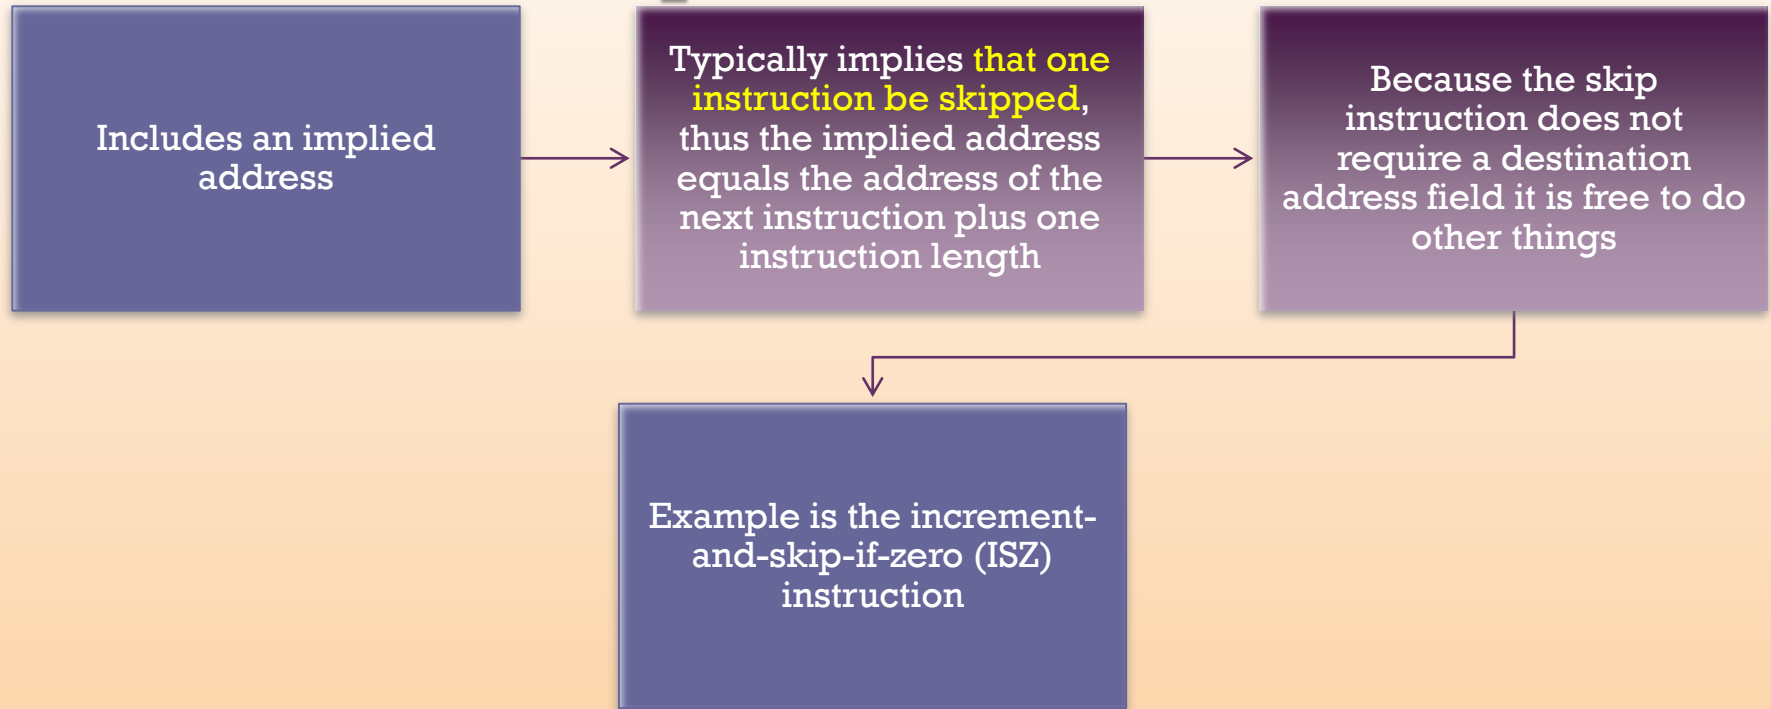 Includes an implied
address
Typically implies that one
instruction be skipped,
thus the implied address
equals the address of the
next instruction plus one
instruction length
Because the skip
instruction does not
require a destination
address field it is free to do
other things
Example is the increment-
and-skip-if-zero (ISZ)
instruction